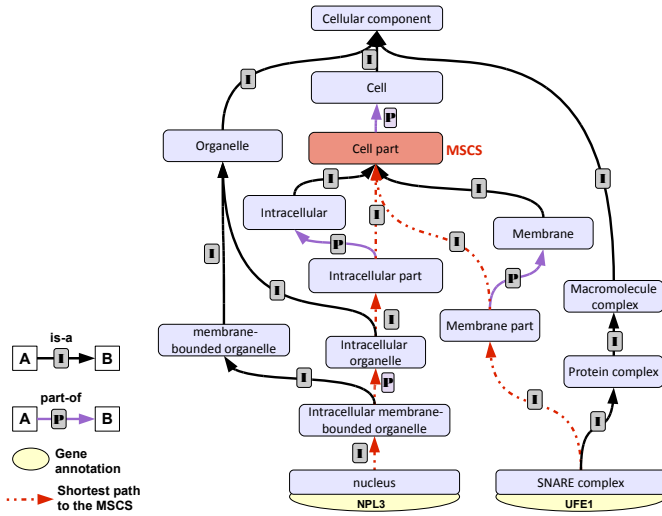 Cellular component
I
I
Cell
P
Organelle
Cell part
MSCS
I
I
I
Intracellular
I
Membrane
I
P
I
P
Intracellular part
Macromolecule
complex
I
membrane-
bounded organelle
Intracellular
organelle
Membrane part
I
is-a
A
I
B
Protein complex
I
P
I
part-of
A
P
B
Intracellular membrane-
bounded organelle
I
I
Gene
annotation
nucleus
SNARE complex
NPL3
UFE1
Shortest path
to the MSCS